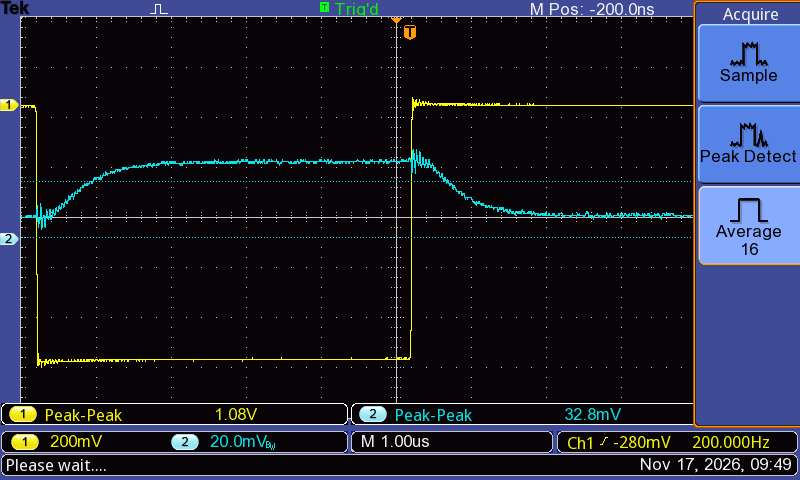 Tek
T Trig'd
M Pos: -200.0ns
Acquire
T
Sample
1
Peak Detect
Average
16
2
1 Peak-Peak 1.08V
2 Peak-Peak 32.8mV
1 200mV
2 20.0mVBW
M 1.00us
Ch1 -280mV 200.000Hz
Please wait....
Nov 17, 2026, 09:49